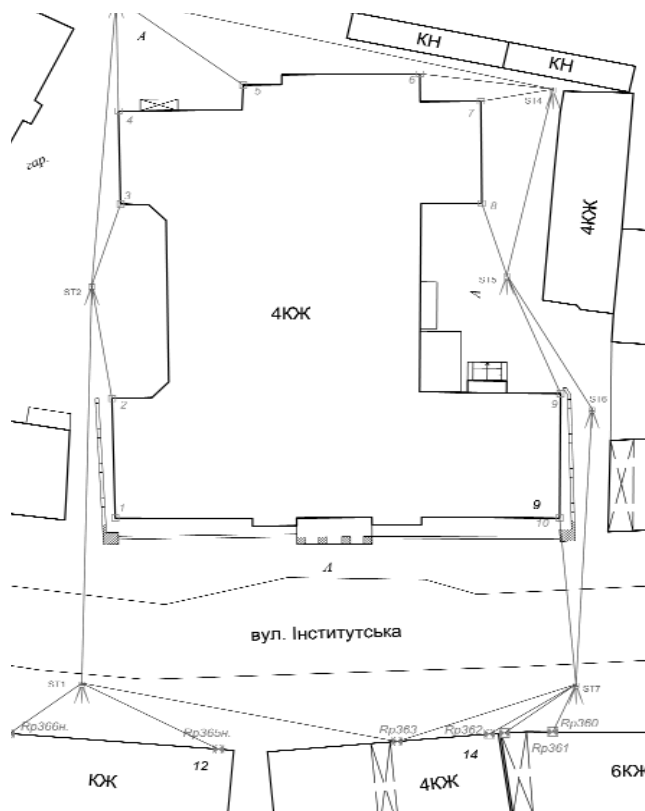 КН
КН
А
6
5
ST4
7
4
гар.
3
8
4КЖ
ST5
ST2
4КЖ
А
2
9
ST6
1
9
10
А
вул. Інститутська
ST1
ST7
Rp366н.
Rp365н.
Rp363
Rp362
Rp360
12
14
Rp361
КЖ
4КЖ
6КЖ